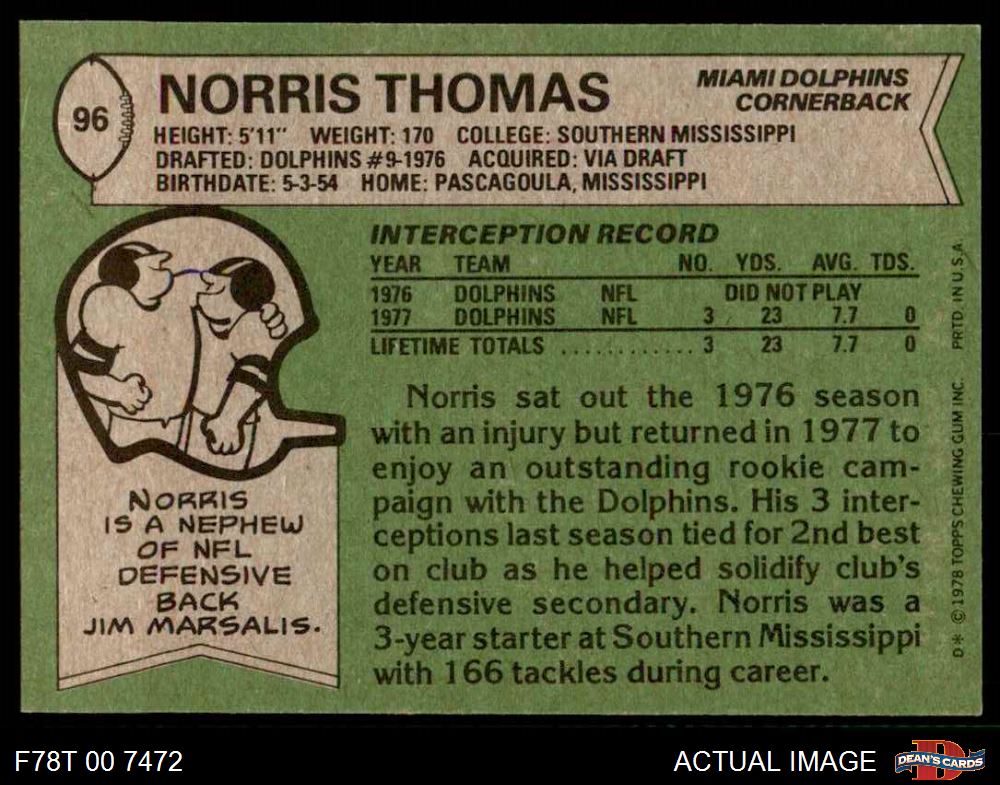 96
NORRIS THOMAS
MIAMI DOLPHINS
CORNERBACK
HEIGHT: 5'11" WEIGHT: 170 COLLEGE: SOUTHERN MISSISSIPPI
DRAFTED: DOLPHINS #9-1976 ACQUIRED: VIA DRAFT
BIRTHDATE: 5-3-54 HOME: PASCAGOULA, MISSISSIPPI
INTERCEPTION RECORD
YEAR TEAM NO. YDS. AVG. TDS.
1976 DOLPHINS NFL DID NOT PLAY
1977 DOLPHINS NFL 3 23 7.7 0
LIFETIME TOTALS ............ 3 23 7.7 0
Norris sat out the 1976 season
with an injury but returned in 1977 to
enjoy an outstanding rookie cam-
paign with the Dolphins. His 3 inter-
ceptions last season tied for 2nd best
on club as he helped solidify club's
defensive secondary. Norris was a
3-year starter at Southern Mississippi
with 166 tackles during career.
NORRIS
IS A NEPHEW
OF NFL
DEFENSIVE
BACK
JIM MARSALIS.
D* © 1978 TOPPS CHEWING GUM INC. PRTD. IN U.S.A.
F78T 00 7472
ACTUAL IMAGE
DEAN'S CARDS